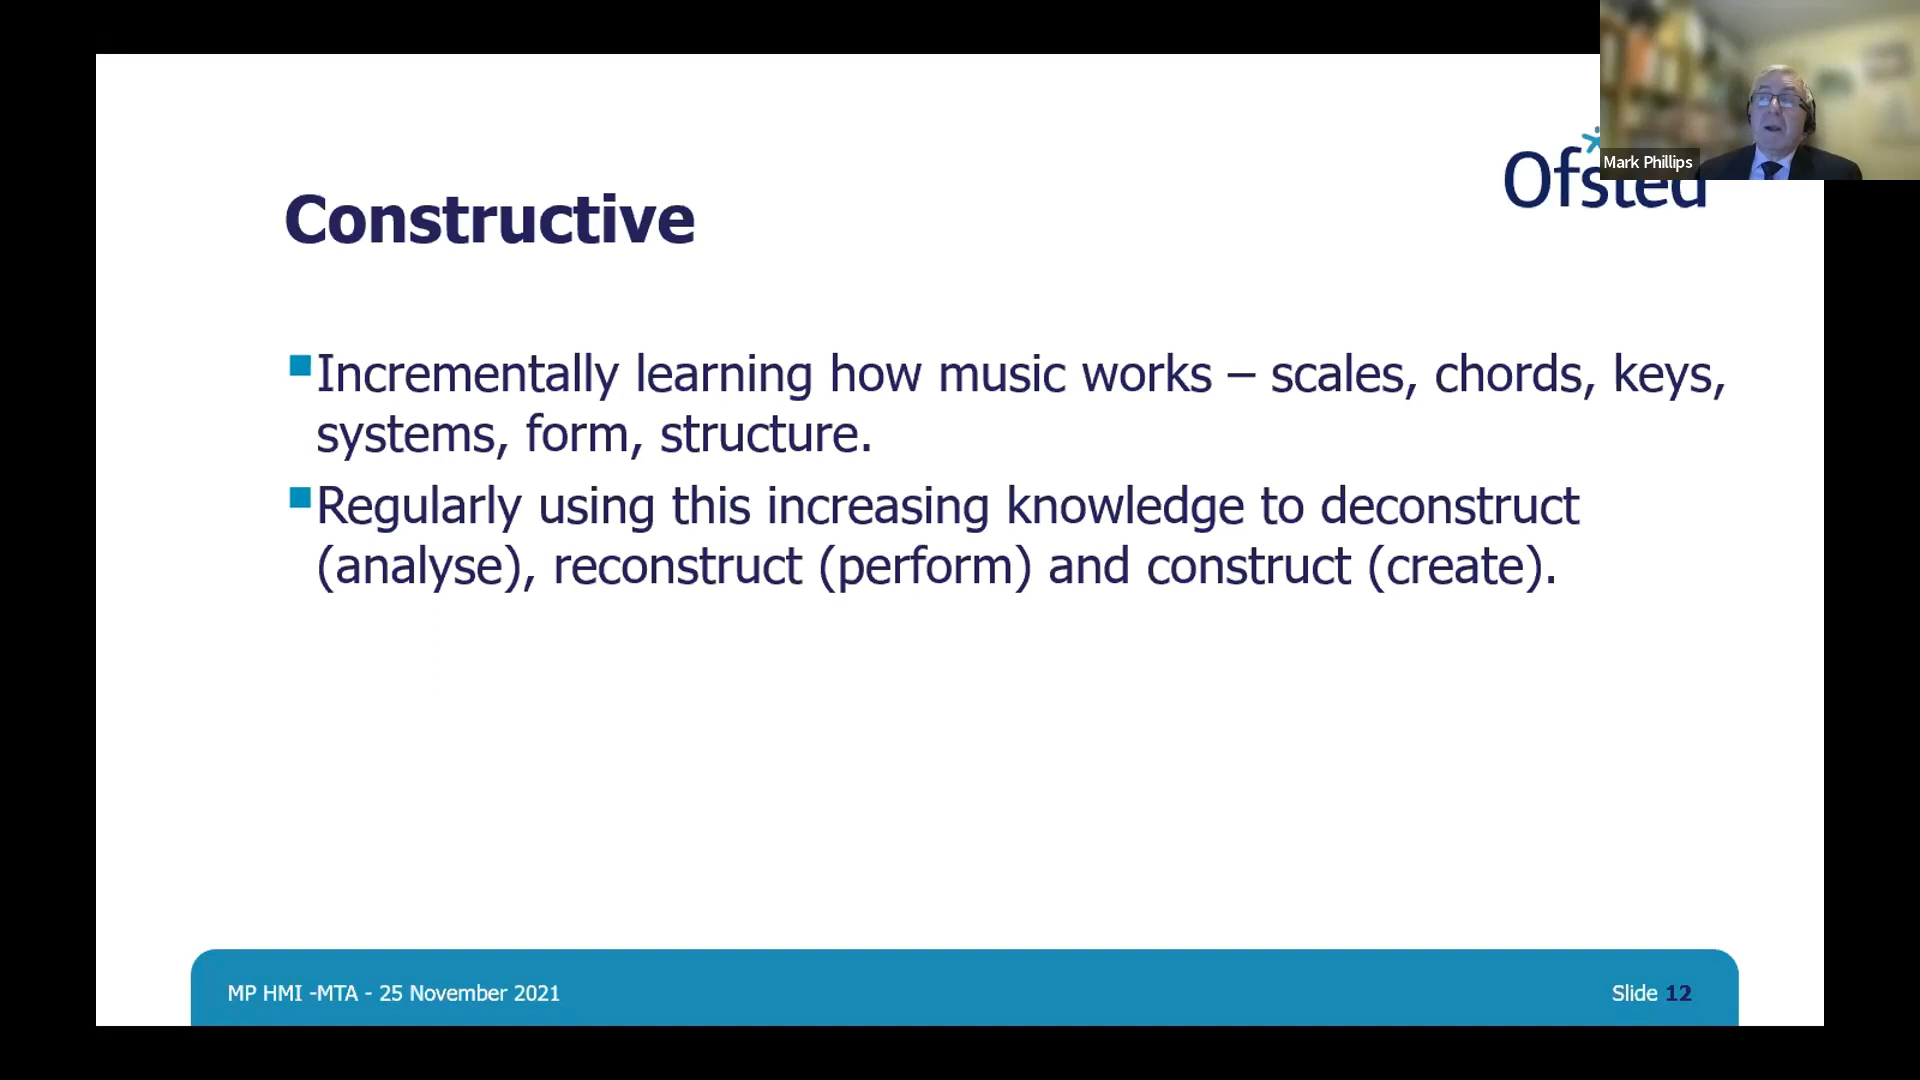 Mark Phillips
Ofsted
Constructive
Incrementally learning how music works – scales, chords, keys,
systems, form, structure.
Regularly using this increasing knowledge to deconstruct
(analyse), reconstruct (perform) and construct (create).
MP HMI -MTA - 25 November 2021
Slide 12